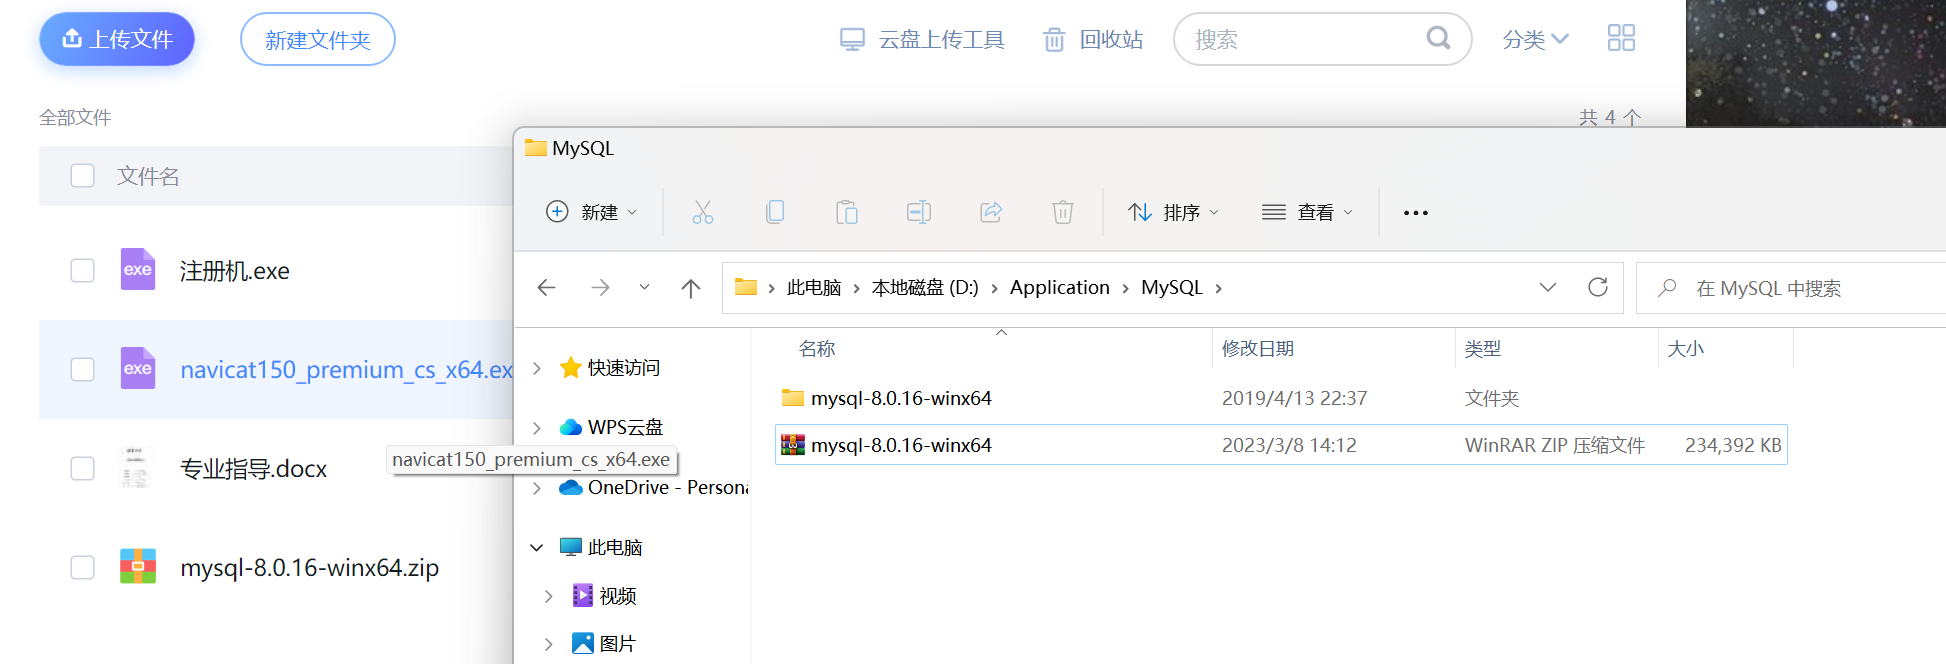 上传文件
新建文件夹
云盘上传工具
回收站
搜索
分类
全部文件
共 4 个
文件名
exe
注册机.exe
exe
navicat150_premium_cs_x64.ex
专业指导.docx
navicat150_premium_cs_x64.exe
mysql-8.0.16-winx64.zip
MySQL
新建
排序
查看
此电脑
本地磁盘 (D:)
Application
MySQL
在 MySQL 中搜索
名称
修改日期
类型
大小
快速访问
WPS云盘
OneDrive - Persona
此电脑
视频
图片
mysql-8.0.16-winx64
2019/4/13 22:37
文件夹
mysql-8.0.16-winx64
2023/3/8 14:12
WinRAR ZIP 压缩文件
234,392 KB